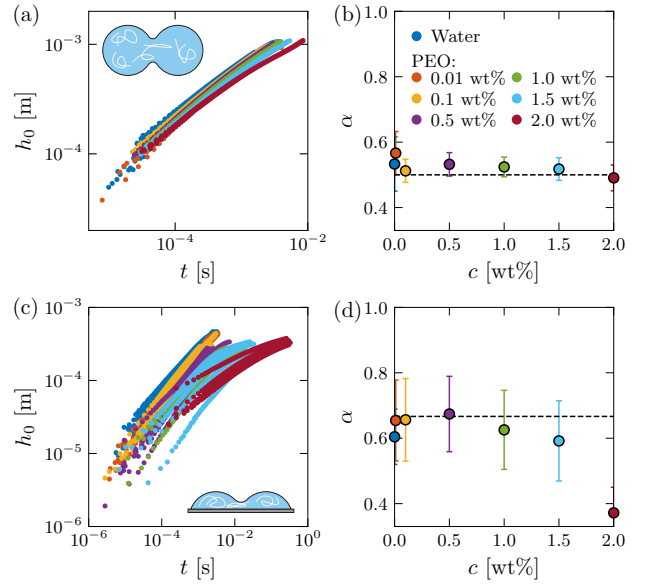 (a)
10⁻³
10⁻⁴
h₀ [m]
10⁻⁴
10⁻²
t [s]
(b)
1.0
0.8
0.6
0.4
α
Water
PEO:
0.01 wt% 1.0 wt%
0.1 wt% 1.5 wt%
0.5 wt% 2.0 wt%
0.0 0.5 1.0 1.5 2.0
c [wt%]
(c)
10⁻³
10⁻⁴
10⁻⁵
10⁻⁶
h₀ [m]
10⁻⁶ 10⁻⁴ 10⁻² 10⁰
t [s]
(d)
1.0
0.8
0.6
0.4
α
0.0 0.5 1.0 1.5 2.0
c [wt%]